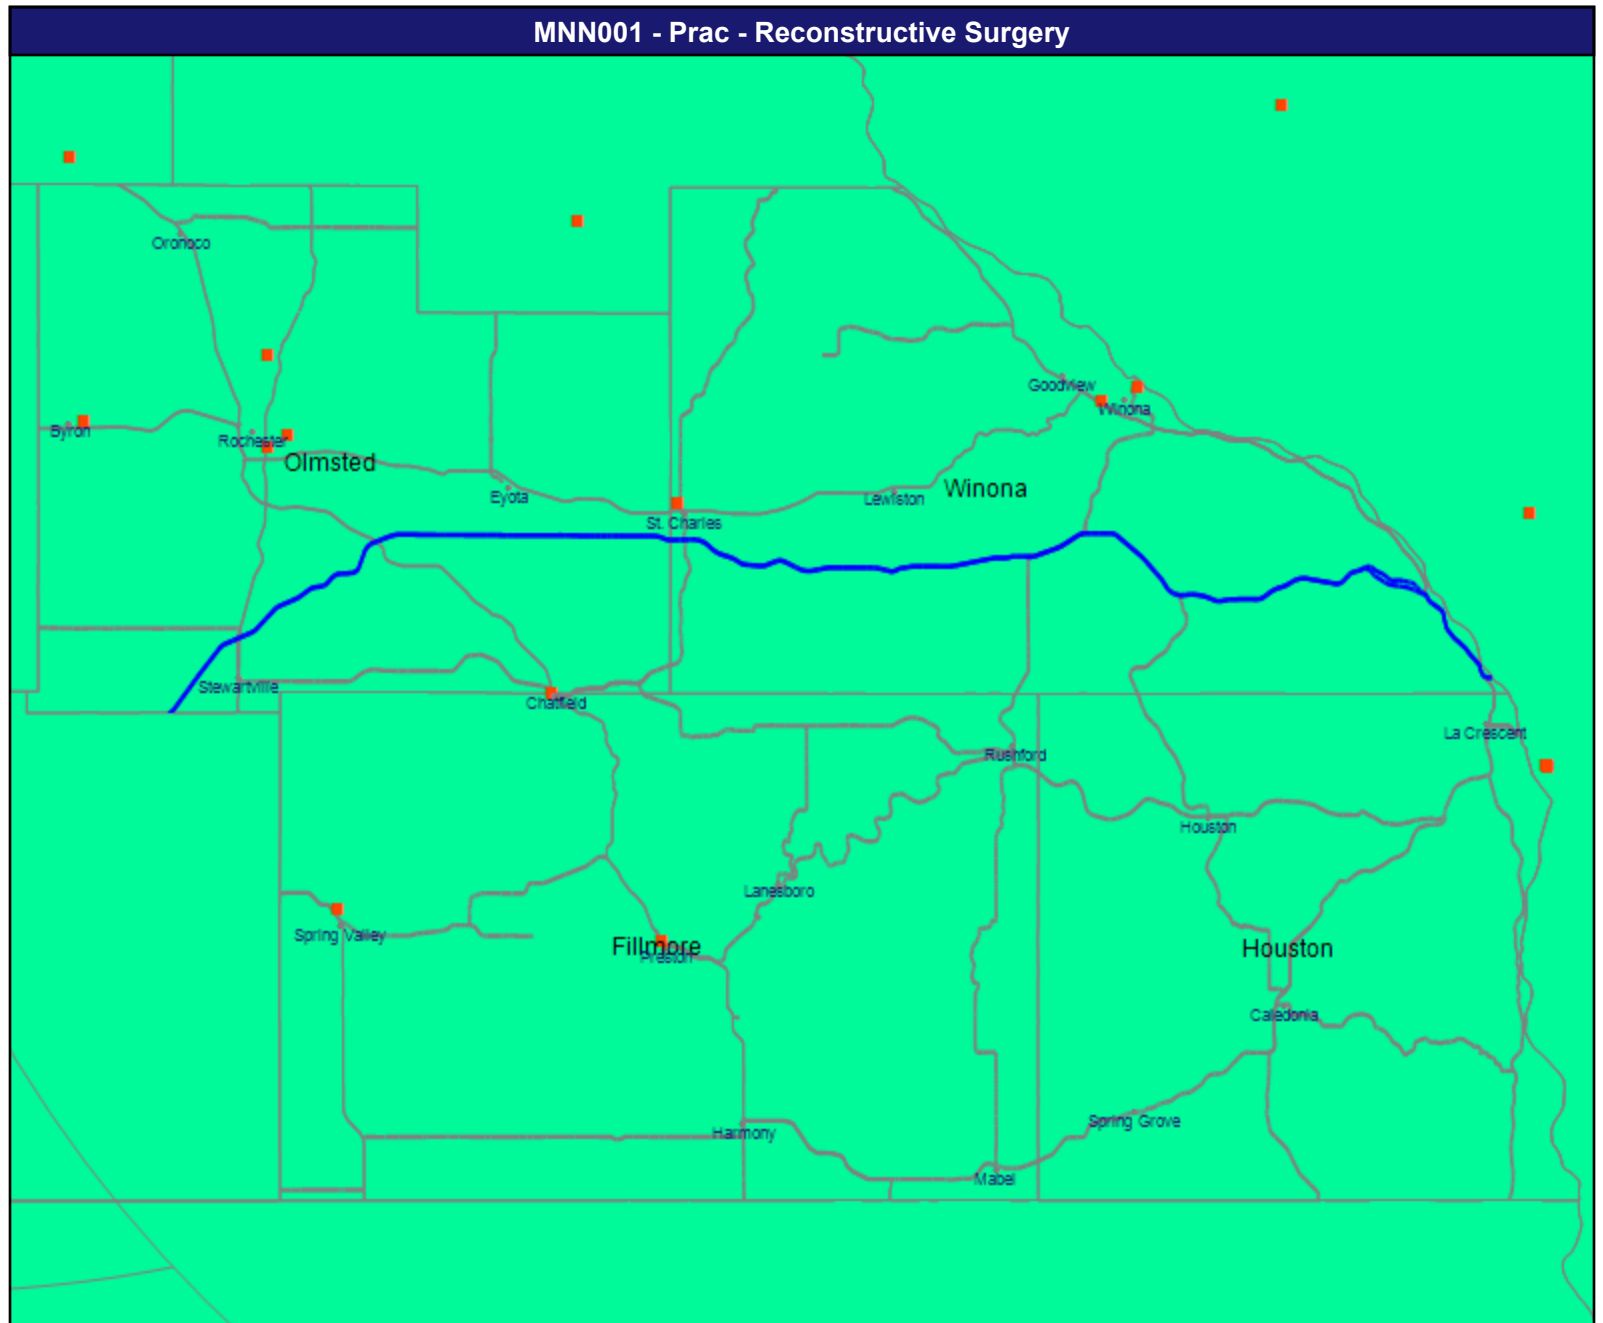 MNN001 - Prac - Reconstructive Surgery
Oronoco
Goodview
Winona
Byron
Rochester
Olmsted
Eyota
Lewiston
Winona
St. Charles
Stewartville
Chatfield
La Crescent
Rushford
Houston
Lanesboro
Spring Valley
Fillmore
Preston
Houston
Caledonia
Spring Grove
Harmony
Mabel